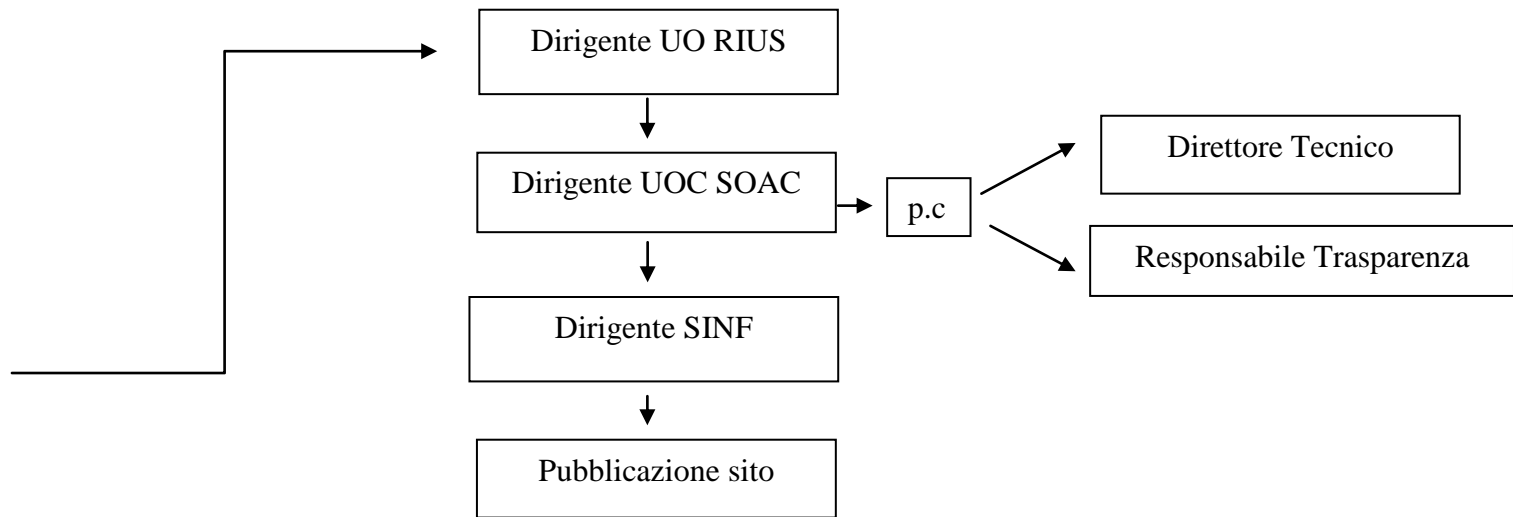 Dirigente UO RIUS
Dirigente UOC SOAC
p.c
Direttore Tecnico
Responsabile Trasparenza
Dirigente SINF
Pubblicazione sito